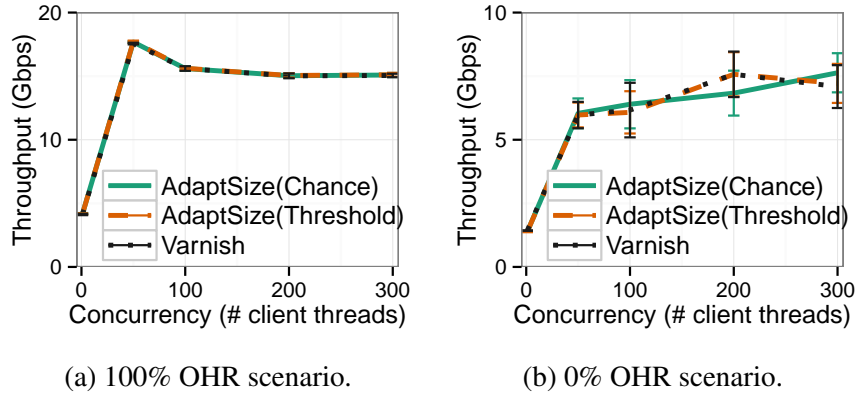 Throughput (Gbps)
20
10
0
AdaptSize(Chance)
AdaptSize(Threshold)
Varnish
0
100
200
300
Concurrency (# client threads)
(a) 100% OHR scenario.
Throughput (Gbps)
10
5
0
AdaptSize(Chance)
AdaptSize(Threshold)
Varnish
0
100
200
300
Concurrency (# client threads)
(b) 0% OHR scenario.